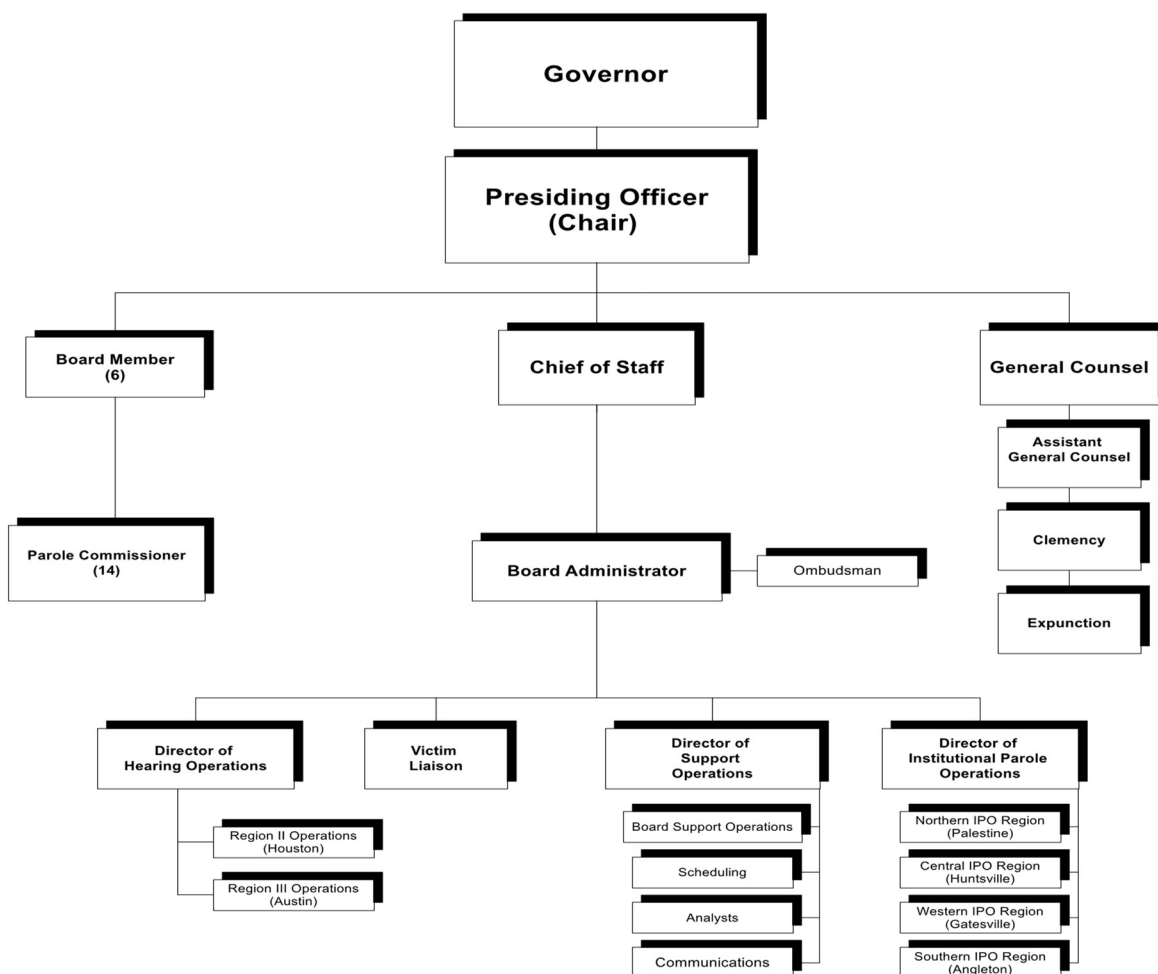 Governor
Presiding Officer
(Chair)
Board Member
(6)
Chief of Staff
General Counsel
Assistant
General Counsel
Parole Commissioner
(14)
Clemency
Board Administrator
Ombudsman
Expunction
Director of
Hearing Operations
Victim
Liaison
Director of
Support
Operations
Director of
Institutional Parole
Operations
Region II Operations
(Houston)
Region III Operations
(Austin)
Board Support Operations
Scheduling
Analysts
Communications
Northern IPO Region
(Palestine)
Central IPO Region
(Huntsville)
Western IPO Region
(Gatesville)
Southern IPO Region
(Angleton)